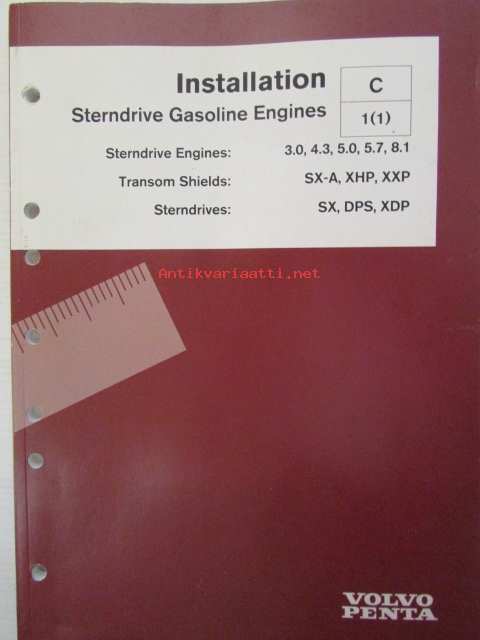 Installation
C
Sterndrive Gasoline Engines
1(1)
Sterndrive Engines: 3.0, 4.3, 5.0, 5.7, 8.1
Transom Shields: SX-A, XHP, XXP
Sterndrives: SX, DPS, XDP
Antikvariaatti.net
VOLVO
PENTA